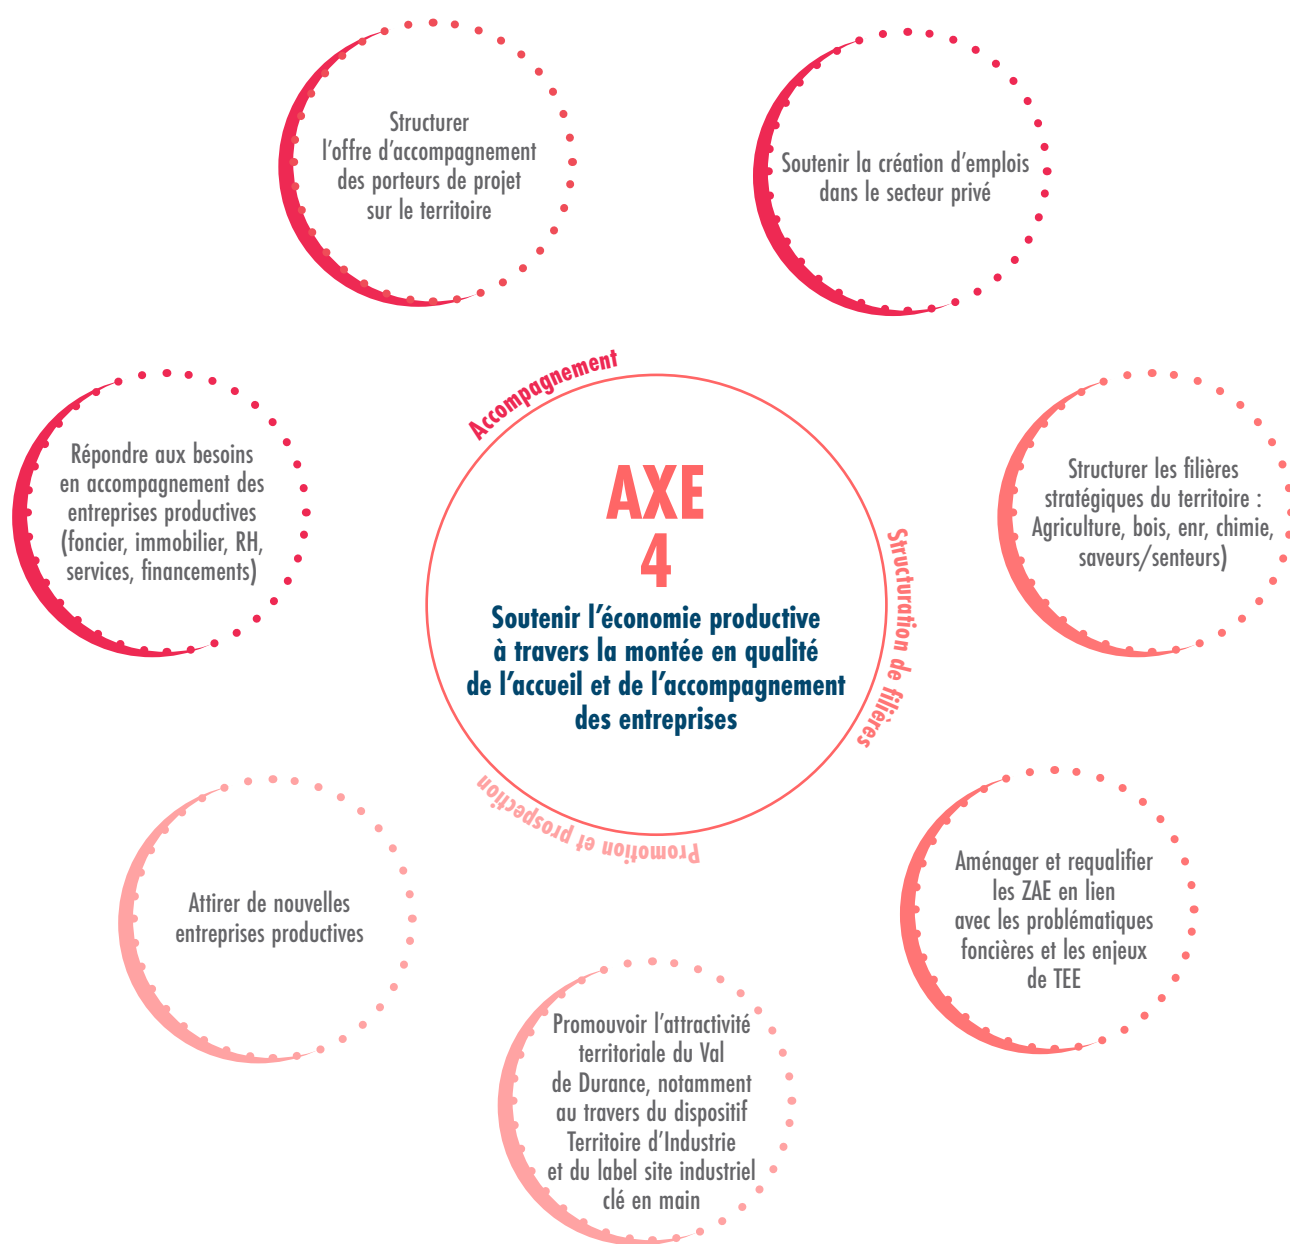 Structurer
l’offre d’accompagnement
des porteurs de projet
sur le territoire
Soutenir la création d’emplois
dans le secteur privé
Répondre aux besoins
en accompagnement des
entreprises productives
(foncier, immobilier, RH,
services, financements)
Accompagnement
AXE
4
Soutenir l’économie productive
à travers la montée en qualité
de l’accueil et de l’accompagnement
des entreprises
Structuration de filières
Promotion et prospection
Structurer les filières
stratégiques du territoire :
Agriculture, bois, enr, chimie,
saveurs/senteurs)
Attirer de nouvelles
entreprises productives
Aménager et requalifier
les ZAE en lien
avec les problématiques
foncières et les enjeux
de TEE
Promouvoir l’attractivité
territoriale du Val
de Durance, notamment
au travers du dispositif
Territoire d’Industrie
et du label site industriel
clé en main